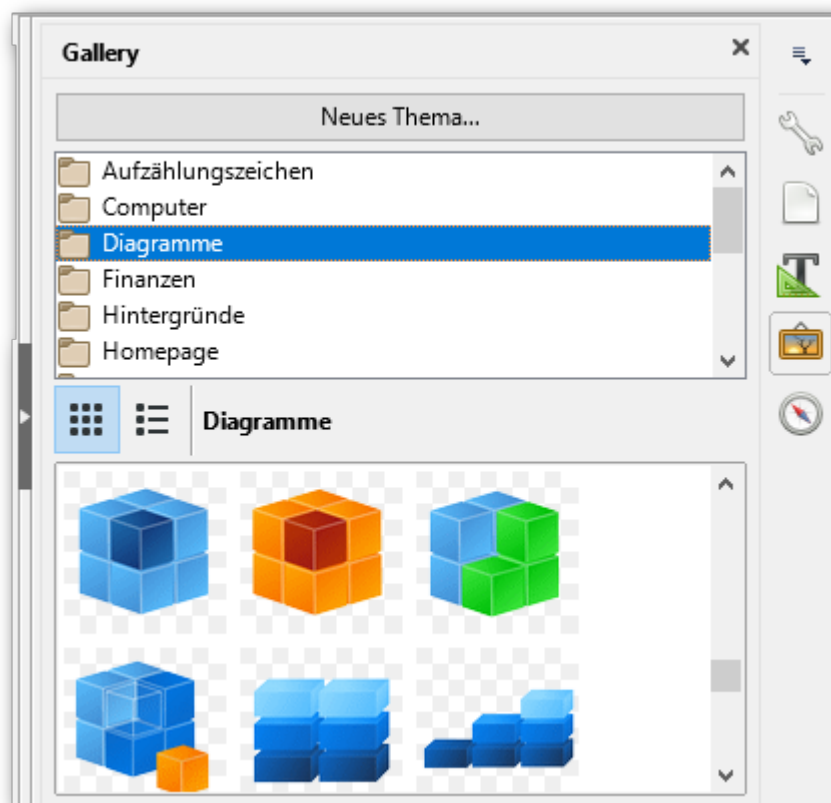 Gallery
Neues Thema...
Aufzählungszeichen
Computer
Diagramme
Finanzen
Hintergründe
Homepage
Diagramme